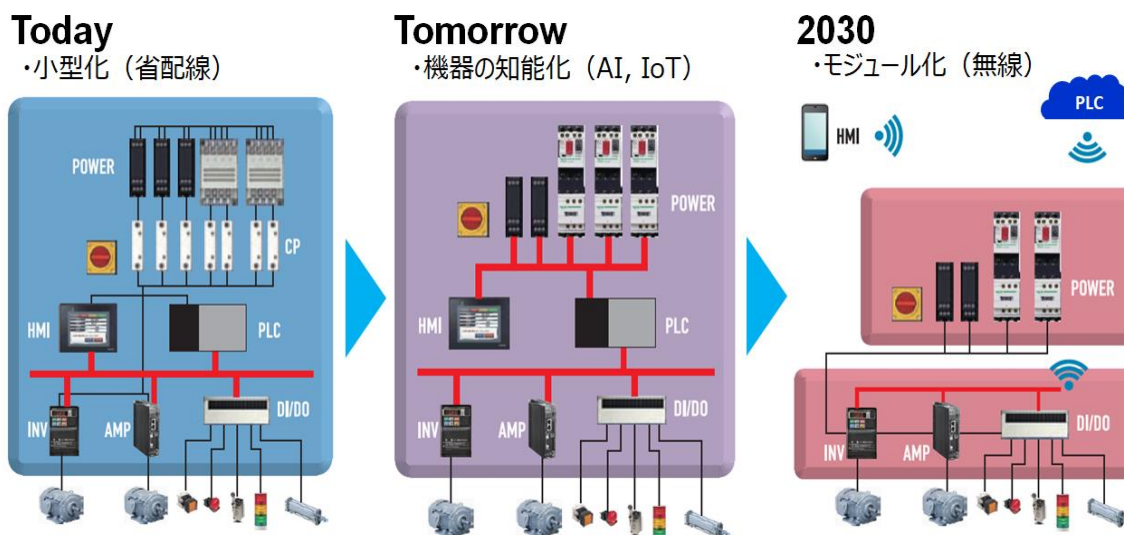 Today
・小型化（省配線）
POWER
CP
HMI
PLC
INV
AMP
DI/DO
Tomorrow
・機器の知能化（AI, IoT）
POWER
HMI
PLC
INV
AMP
DI/DO
2030
・モジュール化（無線）
HMI
PLC
POWER
INV
AMP
DI/DO